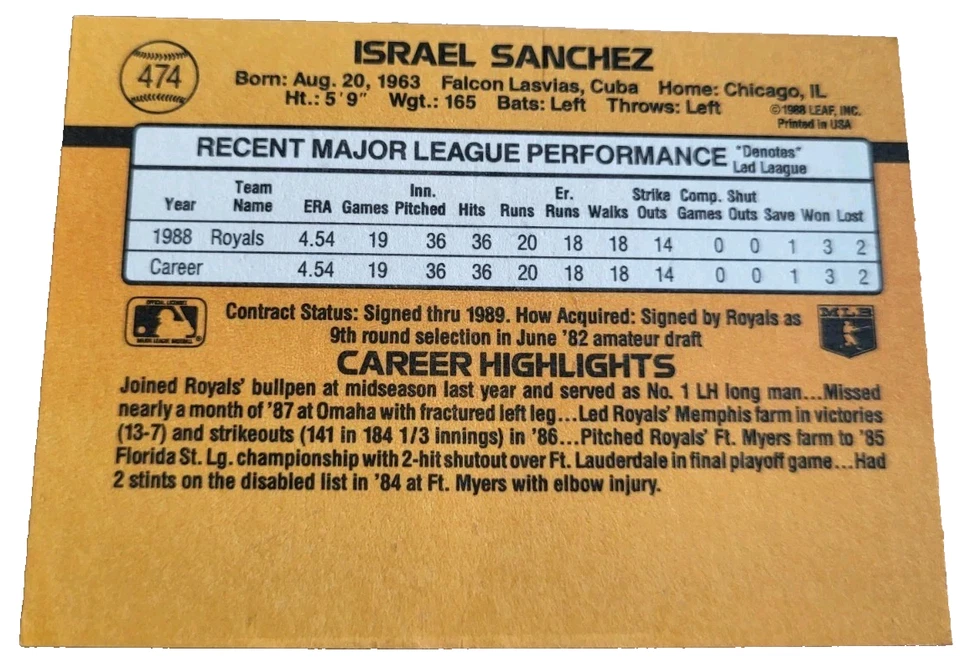 ISRAEL SANCHEZ
474
Born: Aug. 20, 1963 Falcon Lasvias, Cuba Home: Chicago, IL
Ht.: 5'9" Wgt.: 165 Bats: Left Throws: Left
©1988 LEAF, INC.
Printed in USA
RECENT MAJOR LEAGUE PERFORMANCE "Denotes" Lad Laague
Year Team Name ERA Games Inn. Pitched Hits Runs Er. Runs Walks Strike Outs Comp. Games Shut Outs Save Won Lost
1988 Royals 4.54 19 36 36 20 18 18 14 0 0 1 3 2
Career 4.54 19 36 36 20 18 18 14 0 0 1 3 2
OFFICIAL LICENSEE
MAJOR LEAGUE BASEBALL
MLB
Contract Status: Signed thru 1989. How Acquired: Signed by Royals as
9th round selection in June '82 amateur draft
CAREER HIGHLIGHTS
Joined Royals' bullpen at midseason last year and served as No. 1 LH long man...Missed
nearly a month of '87 at Omaha with fractured left leg...Led Royals' Memphis farm in victories
(13-7) and strikeouts (141 in 184 1/3 innings) in '86...Pitched Royals' Ft. Myers farm to '85
Florida St. Lg. championship with 2-hit shutout over Ft. Lauderdale in final playoff game...Had
2 stints on the disabled list in '84 at Ft. Myers with elbow injury.